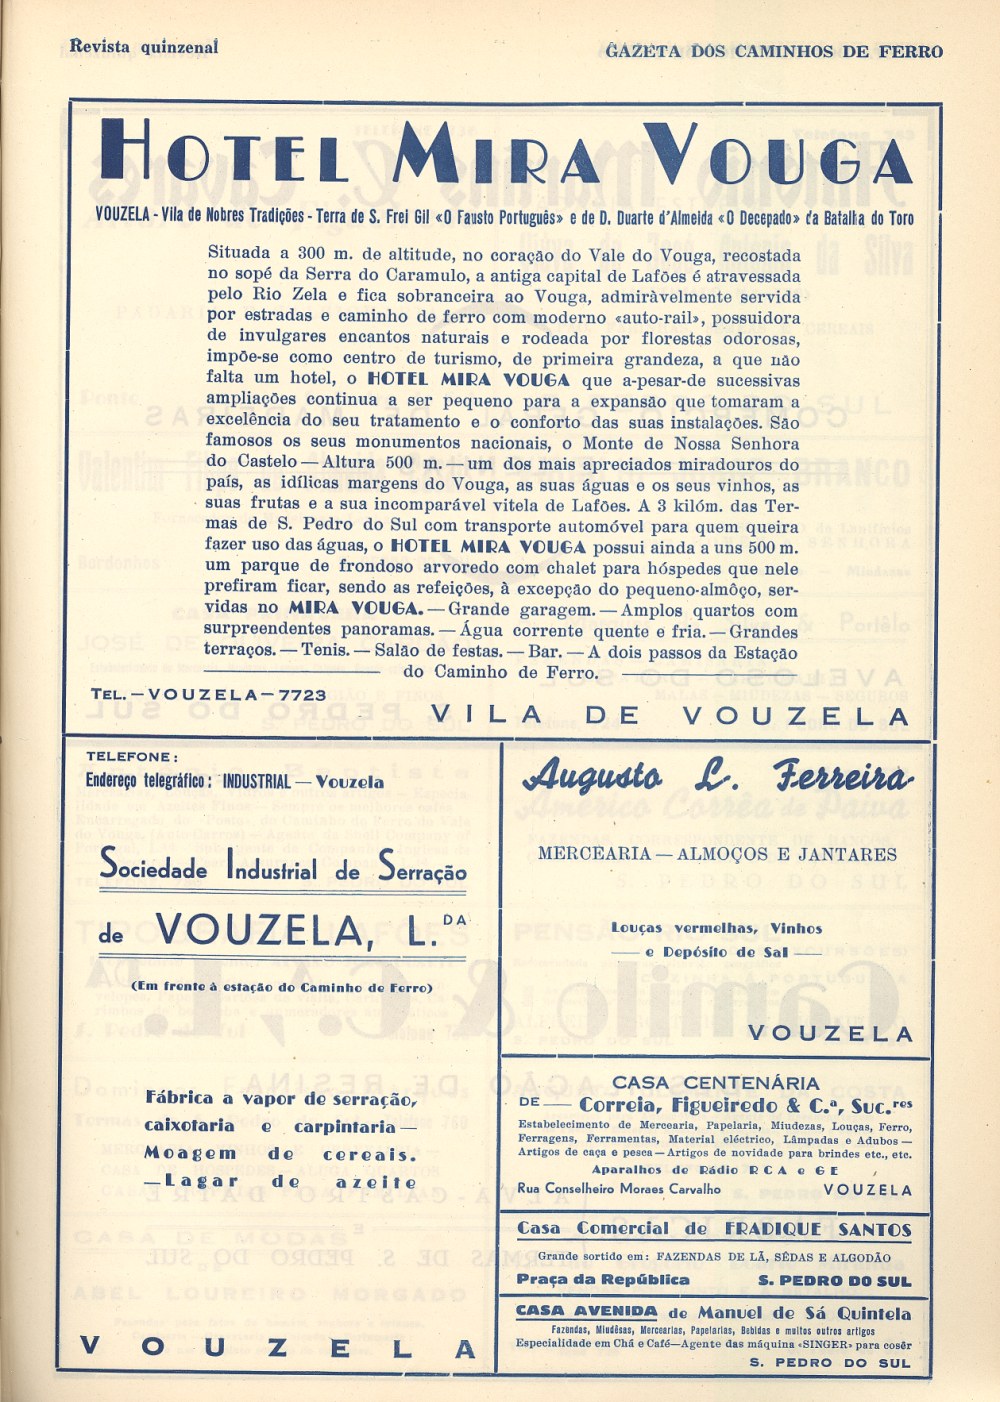 Revista quinzenal
GAZETA DOS CAMINHOS DE FERRO
HOTEL MIRA VOUGA
VOUZELA - Vila de Nobres Tradições - Terra de S. Frei Gil «O Fausto Português» e de D. Duarte d'Almeida «O Decepado» da Batalha do Toro
Situada a 300 m. de altitude, no coração do Vale do Vouga, recostada
no sopé da Serra do Caramulo, a antiga capital de Lafões é atravessada
pelo Rio Zela e fica sobranceira ao Vouga, admiràvelmente servida
por estradas e caminho de ferro com moderno «auto-rail», possuidora
de invulgares encantos naturais e rodeada por florestas odorosas,
impõe-se como centro de turismo, de primeira grandeza, a que não
falta um hotel, o HOTEL MIRA VOUGA que a-pesar-de sucessivas
ampliações continua a ser pequeno para a expansão que tomaram a
excelência do seu tratamento e o conforto das suas instalações. São
famosos os seus monumentos nacionais, o Monte de Nossa Senhora
do Castelo — Altura 500 m. — um dos mais apreciados miradouros do
país, as idílicas margens do Vouga, as suas águas e os seus vinhos, as
suas frutas e a sua incomparável vitela de Lafões. A 3 kilóm. das Ter-
mas de S. Pedro do Sul com transporte automóvel para quem queira
fazer uso das águas, o HOTEL MIRA VOUGA possui ainda a uns 500 m.
um parque de frondoso arvoredo com chalet para hóspedes que nele
prefiram ficar, sendo as refeições, à excepção do pequeno-almôço, ser-
vidas no MIRA VOUGA. — Grande garagem. — Amplos quartos com
surpreendentes panoramas. — Água corrente quente e fria. — Grandes
terraços. — Tenis. — Salão de festas. — Bar. — A dois passos da Estação
do Caminho de Ferro.
TEL. — VOUZELA — 7723
VILA DE VOUZELA
TELEFONE:
Endereço telegráfico: INDUSTRIAL — Vouzela
Sociedade Industrial de Serração
de VOUZELA, L.DA
(Em frente à estação do Caminho de Ferro)
Fábrica a vapor de serração,
caixotaria e carpintaria —
Moagem de cereais.
— Lagar de azeite
VOUZELA
Augusto L. Ferreira
MERCEARIA — ALMOÇOS E JANTARES
Louças vermelhas, Vinhos
— e Depósito de Sal —
VOUZELA
CASA CENTENÁRIA
DE — Correia, Figueiredo & C.ª, Suc.res
Estabelecimento de Mercearia, Papelaria, Miudezas, Louças, Ferro,
Ferragens, Ferramentas, Material eléctrico, Lâmpadas e Adubos —
Artigos de caça e pesca — Artigos de novidade para brindes etc., etc.
Aparalhos de Rádio RCA e GE
Rua Conselheiro Moraes Carvalho VOUZELA
Casa Comercial de FRADIQUE SANTOS
Grande sortido em: FAZENDAS DE LÃ, SÊDAS E ALGODÃO
Praça da República S. PEDRO DO SUL
CASA AVENIDA de Manuel de Sá Quintela
Fazendas, Miudêsas, Mercearias, Papelarias, Bebidas e muitos outros artigos
Especialidade em Chá e Café — Agente das máquina «SINGER» para cosêr
S. PEDRO DO SUL